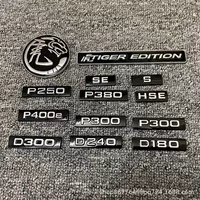 TIGER EDITION
SE
S
P250
P380
HSE
P400e
P300
P300
D300
D240
D180